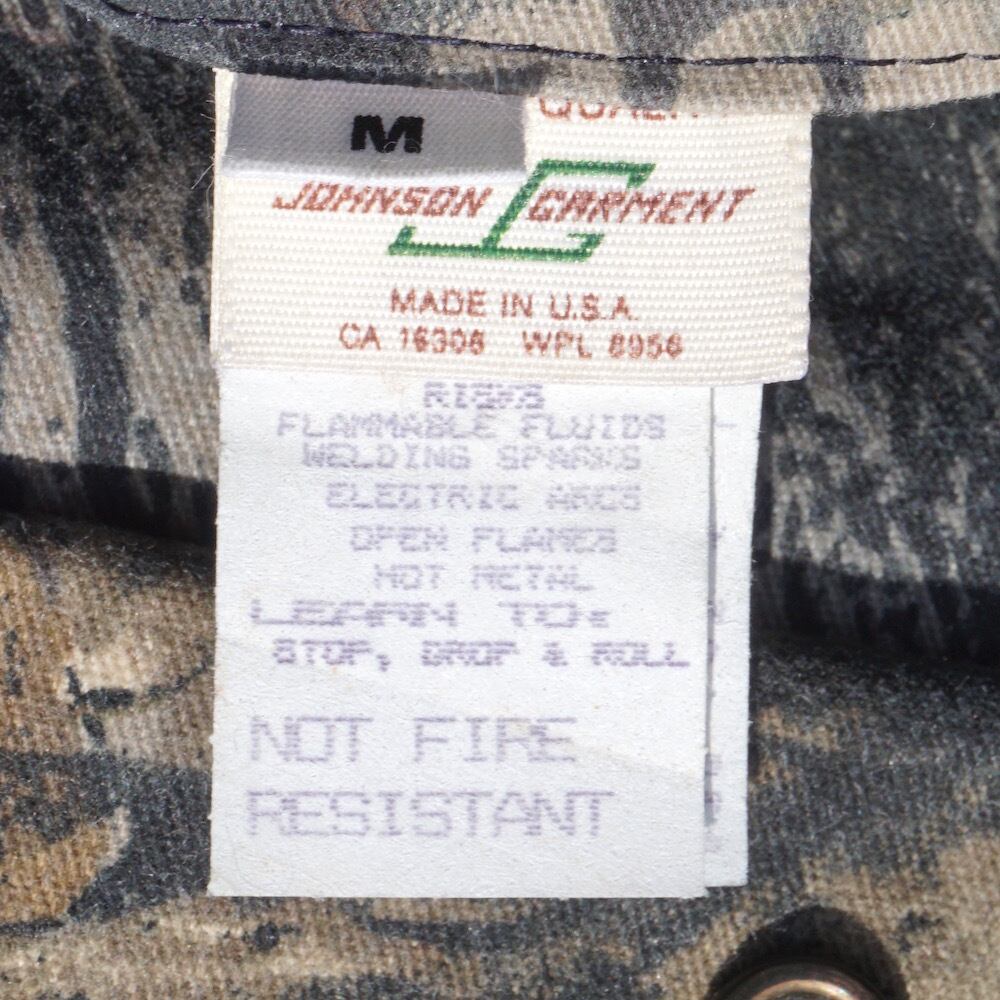 M
JOHNSON GARMENT
MADE IN U.S.A.
CA 16306 WPL 8956
RISKS
FLAMMABLE FLUIDS
WELDING SPARKS
ELECTRIC ARCS
OPEN FLAMES
HOT METAL
LEARN TO:
STOP, DROP & ROLL
NOT FIRE
RESISTANT